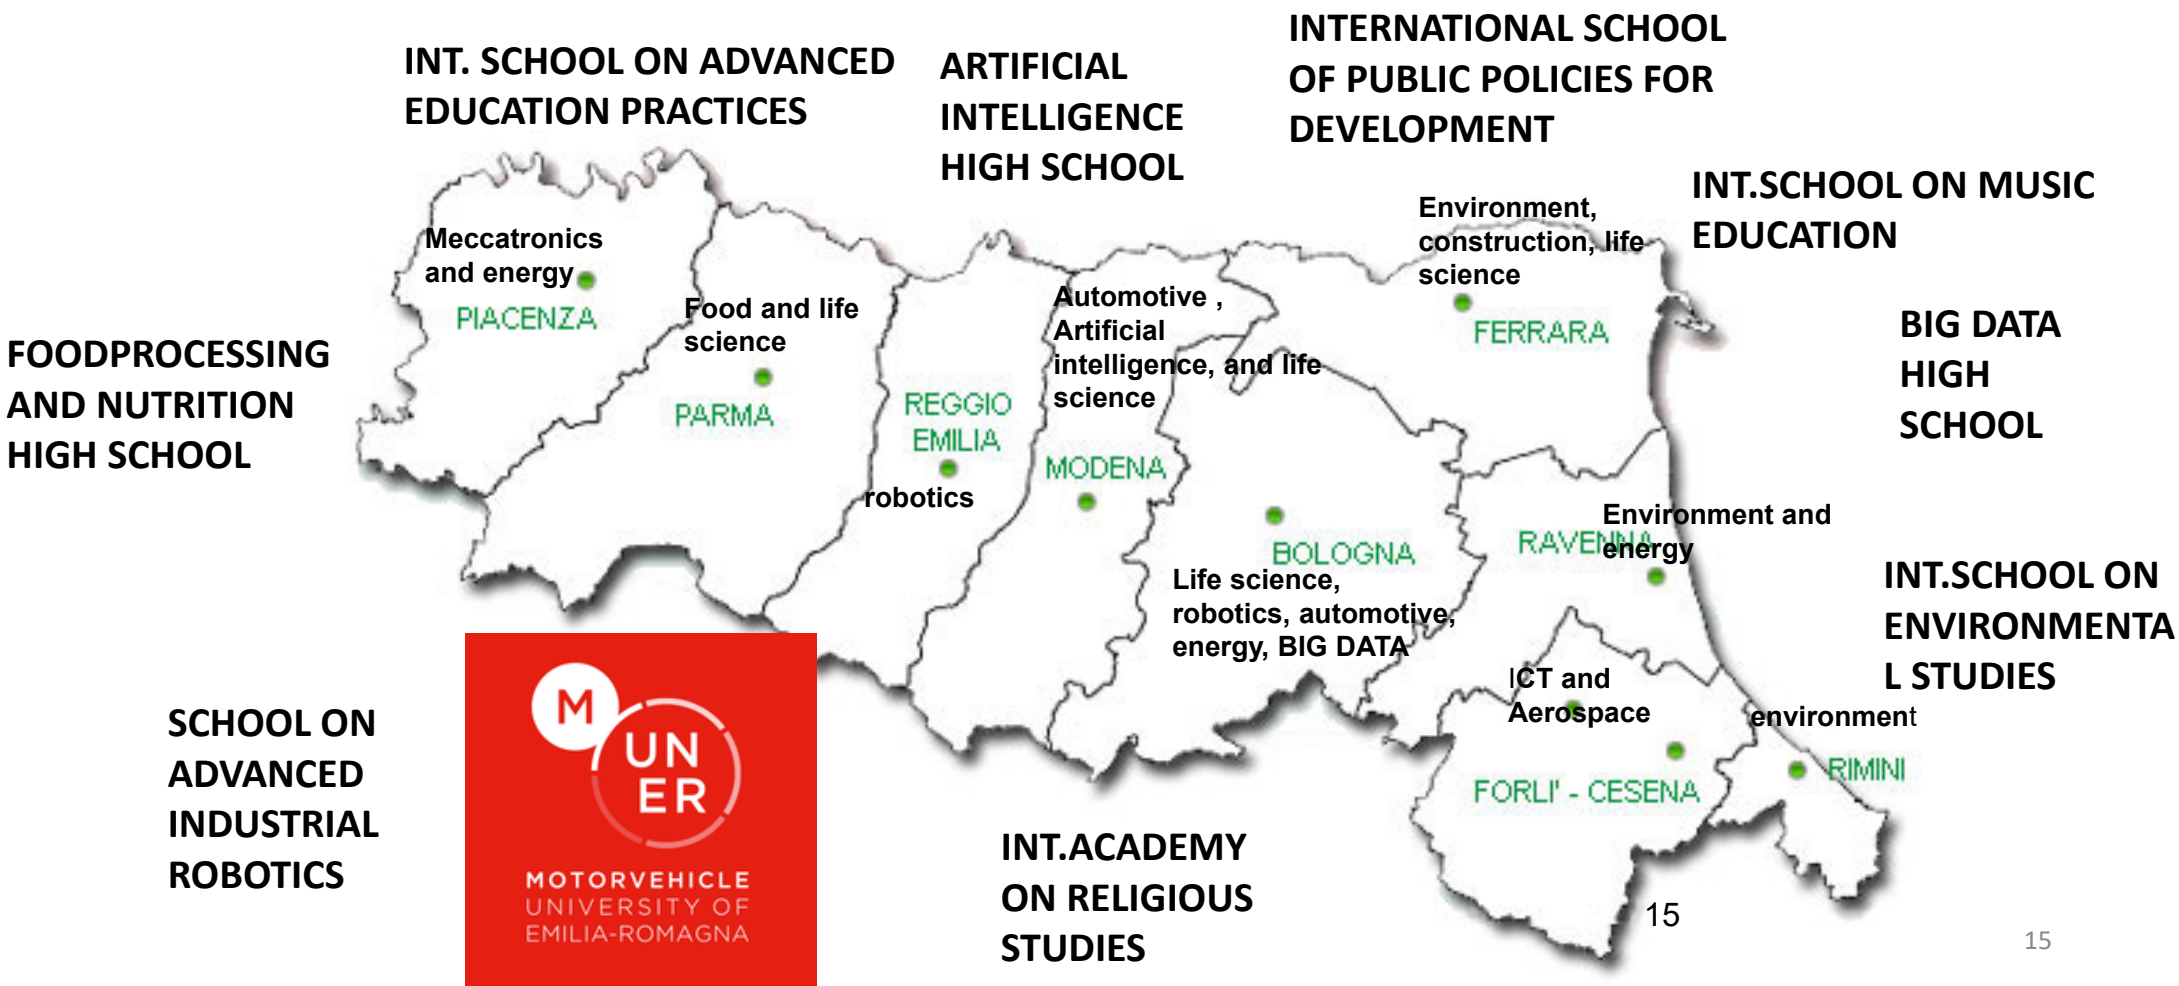 INT. SCHOOL ON ADVANCED
EDUCATION PRACTICES
ARTIFICIAL
INTELLIGENCE
HIGH SCHOOL
INTERNATIONAL SCHOOL
OF PUBLIC POLICIES FOR
DEVELOPMENT
INT.SCHOOL ON MUSIC
EDUCATION
Meccatronics
and energy
PIACENZA
Food and life
science
PARMA
REGGIO
EMILIA
robotics
Automotive ,
Artificial
intelligence, and life
science
MODENA
Environment,
construction, life
science
FERRARA
BIG DATA
HIGH
SCHOOL
FOODPROCESSING
AND NUTRITION
HIGH SCHOOL
BOLOGNA
Life science,
robotics, automotive,
energy, BIG DATA
Environment and
energy
RAVENNA
INT.SCHOOL ON
ENVIRONMENTA
L STUDIES
ICT and
Aerospace
FORLI' - CESENA
environment
RIMINI
SCHOOL ON
ADVANCED
INDUSTRIAL
ROBOTICS
M
UN
ER
MOTORVEHICLE
UNIVERSITY OF
EMILIA-ROMAGNA
INT.ACADEMY
ON RELIGIOUS
STUDIES
15
15